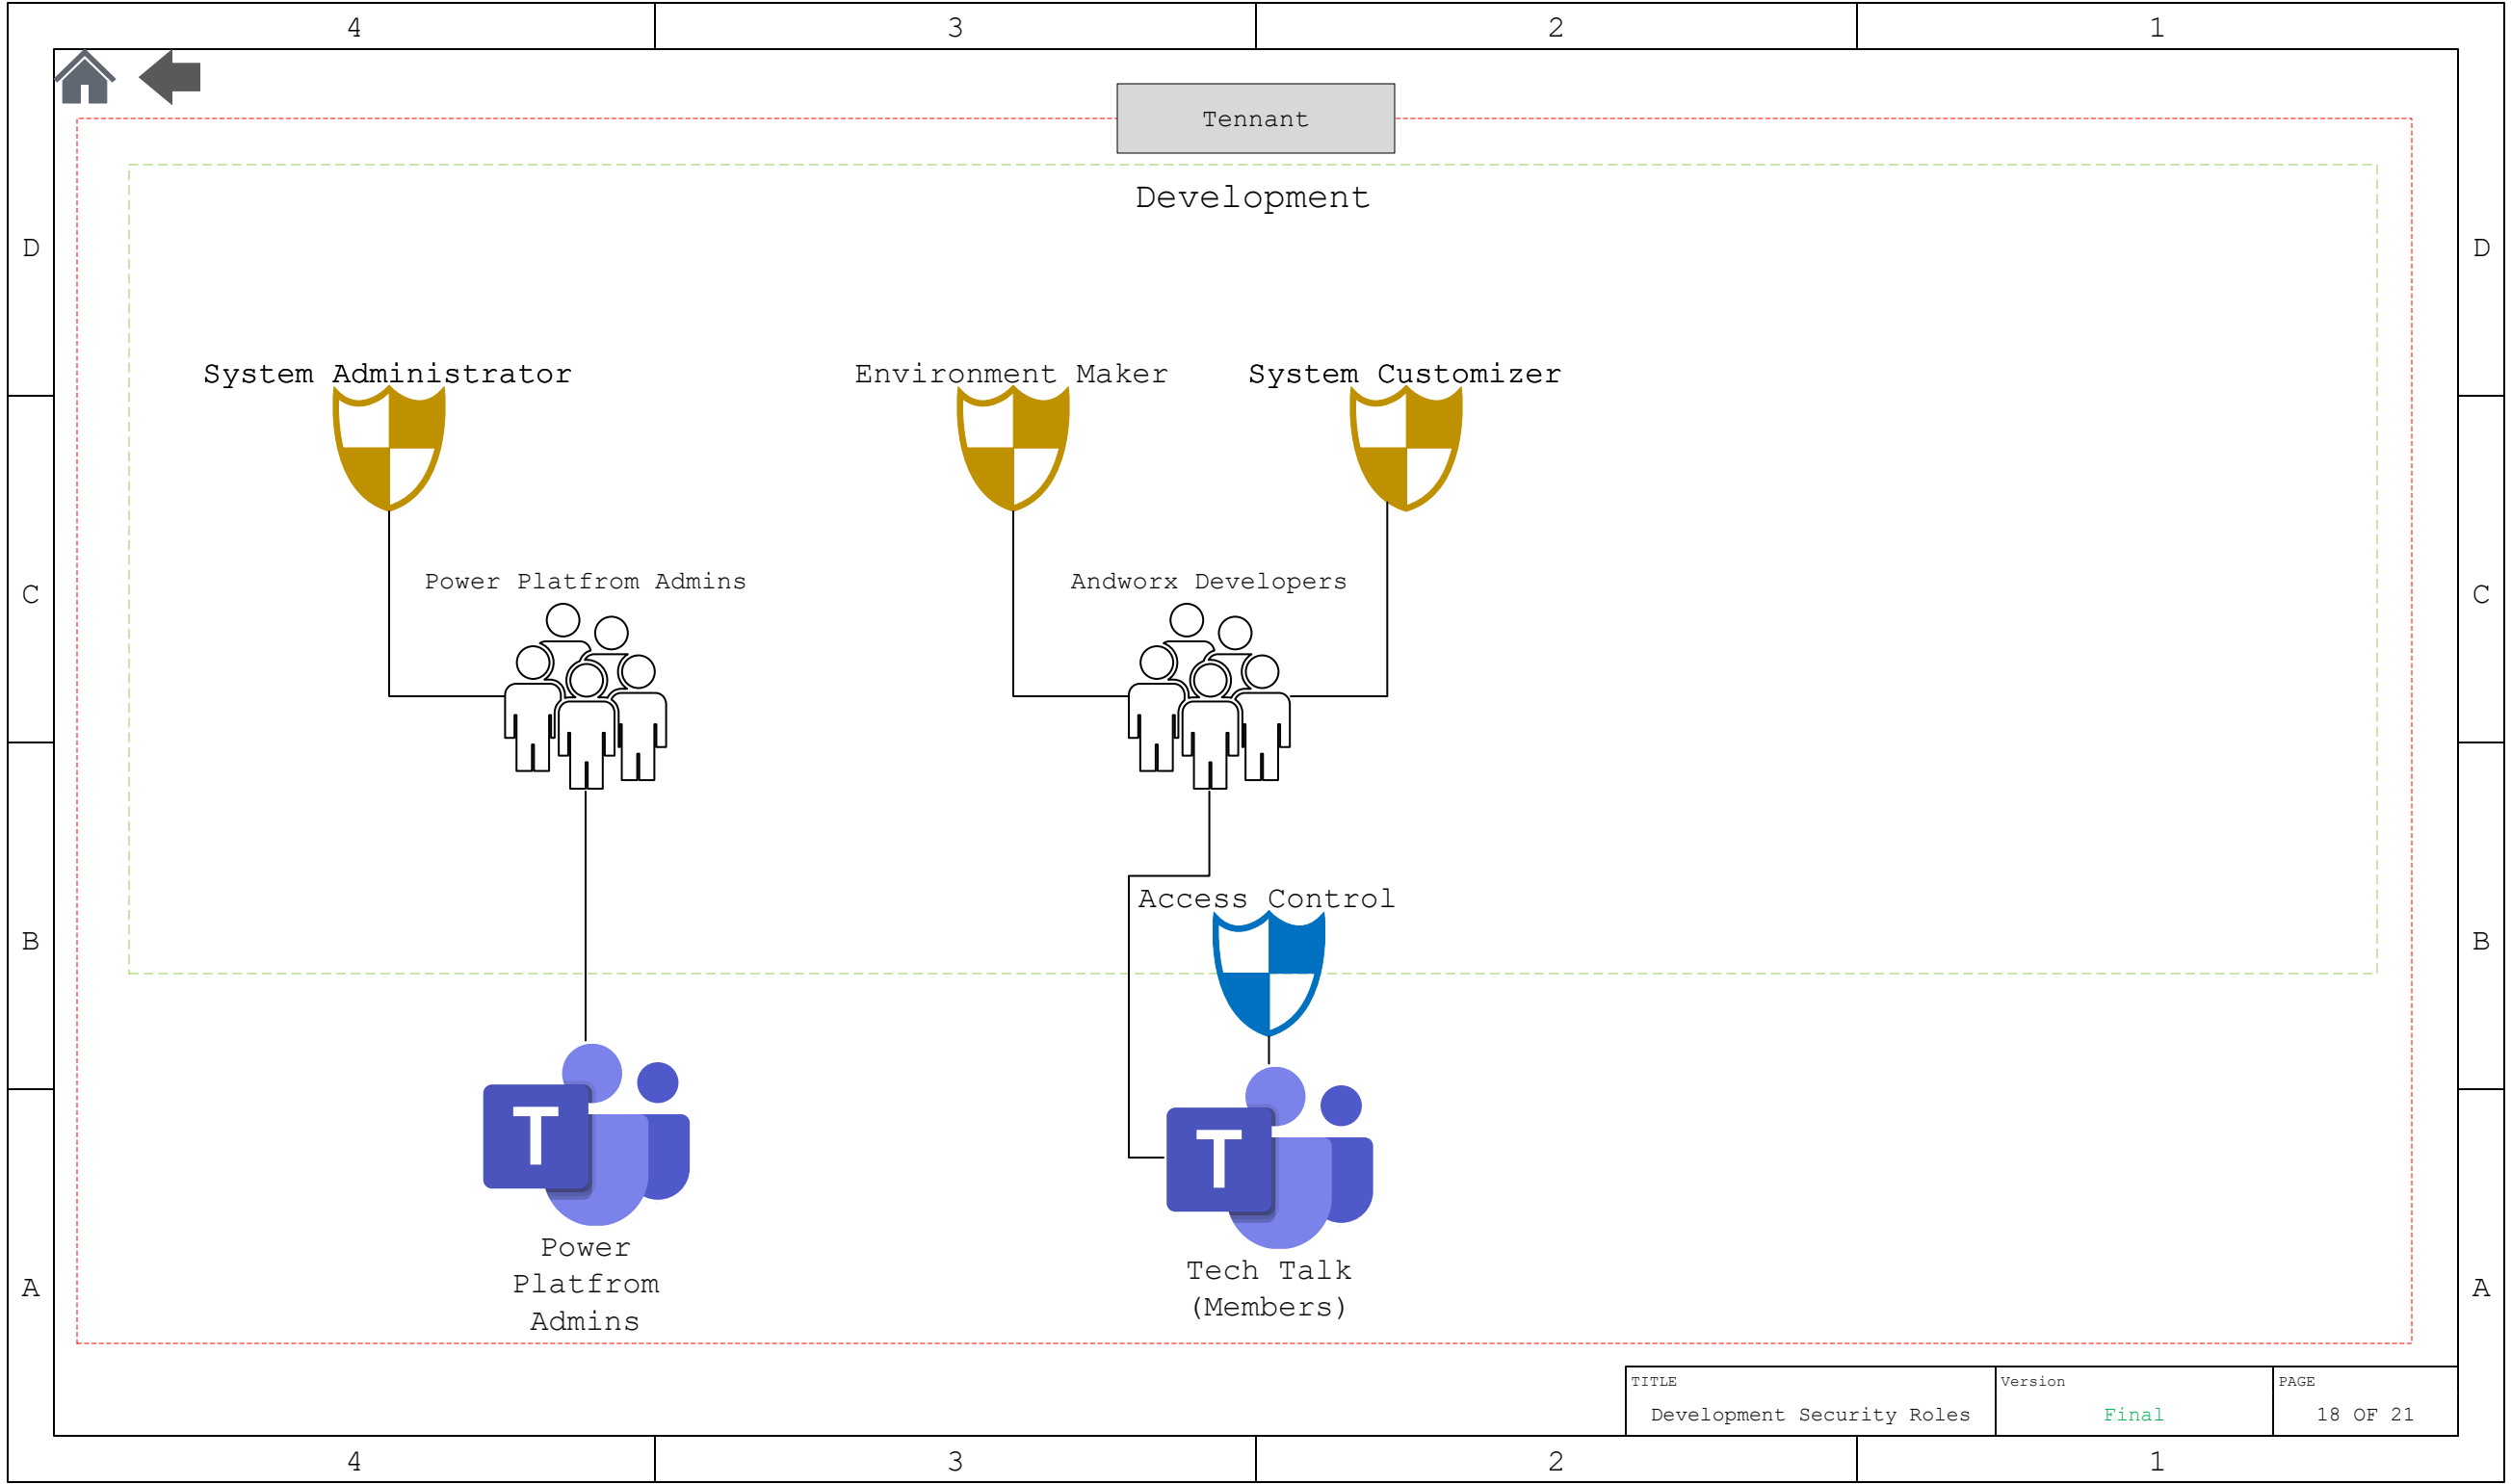 4 3 2 1
Tennant
Development
D D
System Administrator Environment Maker System Customizer
Power Platfrom Admins Andworx Developers
C C
Access Control
B B
T T
Power
Platfrom
Admins
Tech Talk
(Members)
A A
TITLE Version PAGE
Development Security Roles Final 18 OF 21
4 3 2 1